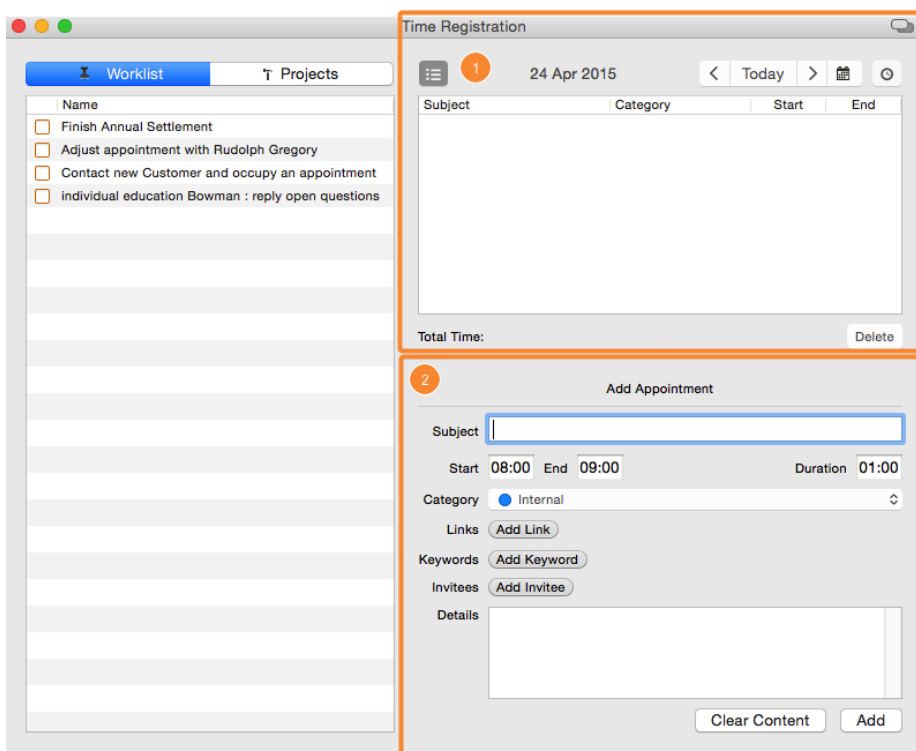 Time Registration
Worklist
Projects
Name
Finish Annual Settlement
Adjust appointment with Rudolph Gregory
Contact new Customer and occupy an appointment
individual education Bowman : reply open questions
1
24 Apr 2015
Today
Subject Category Start End
Total Time:
Delete
2
Add Appointment
Subject
Start 08:00 End 09:00 Duration 01:00
Category Internal
Links Add Link
Keywords Add Keyword
Invitees Add Invitee
Details
Clear Content Add